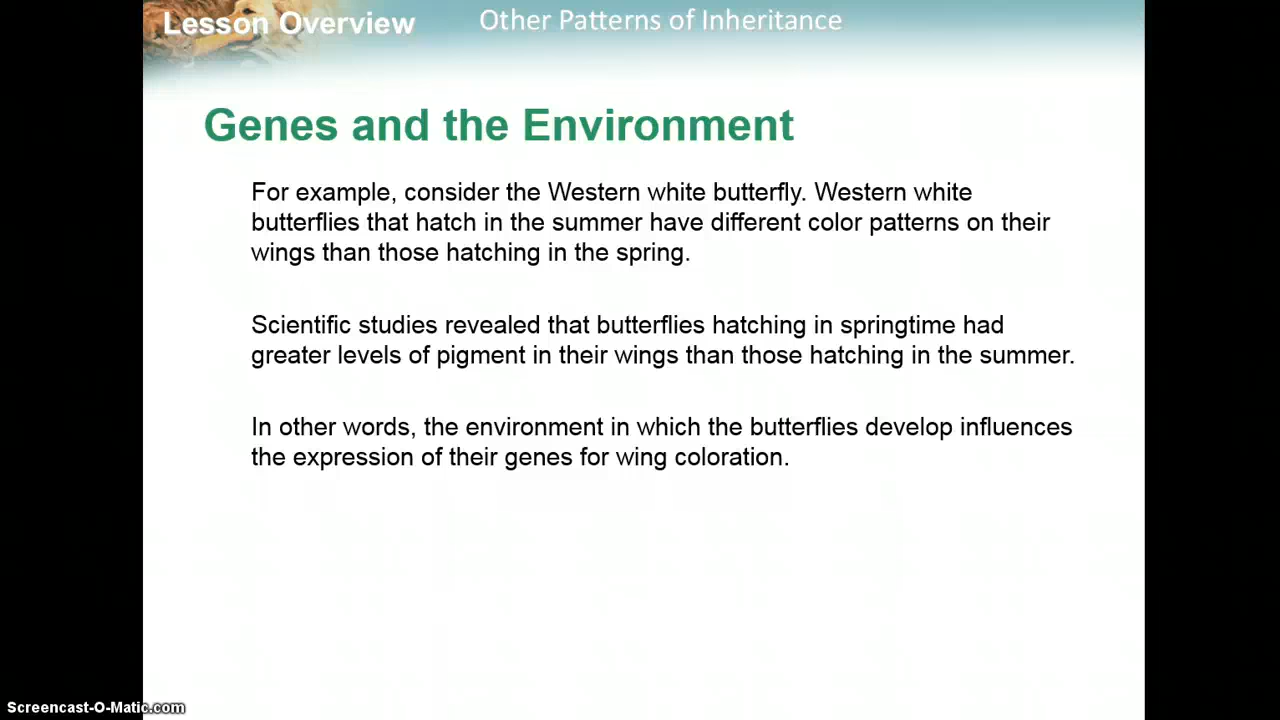 Lesson Overview
Other Patterns of Inheritance
Genes and the Environment
For example, consider the Western white butterfly. Western white
butterflies that hatch in the summer have different color patterns on their
wings than those hatching in the spring.
Scientific studies revealed that butterflies hatching in springtime had
greater levels of pigment in their wings than those hatching in the summer.
In other words, the environment in which the butterflies develop influences
the expression of their genes for wing coloration.
Screencast-O-Matic.com